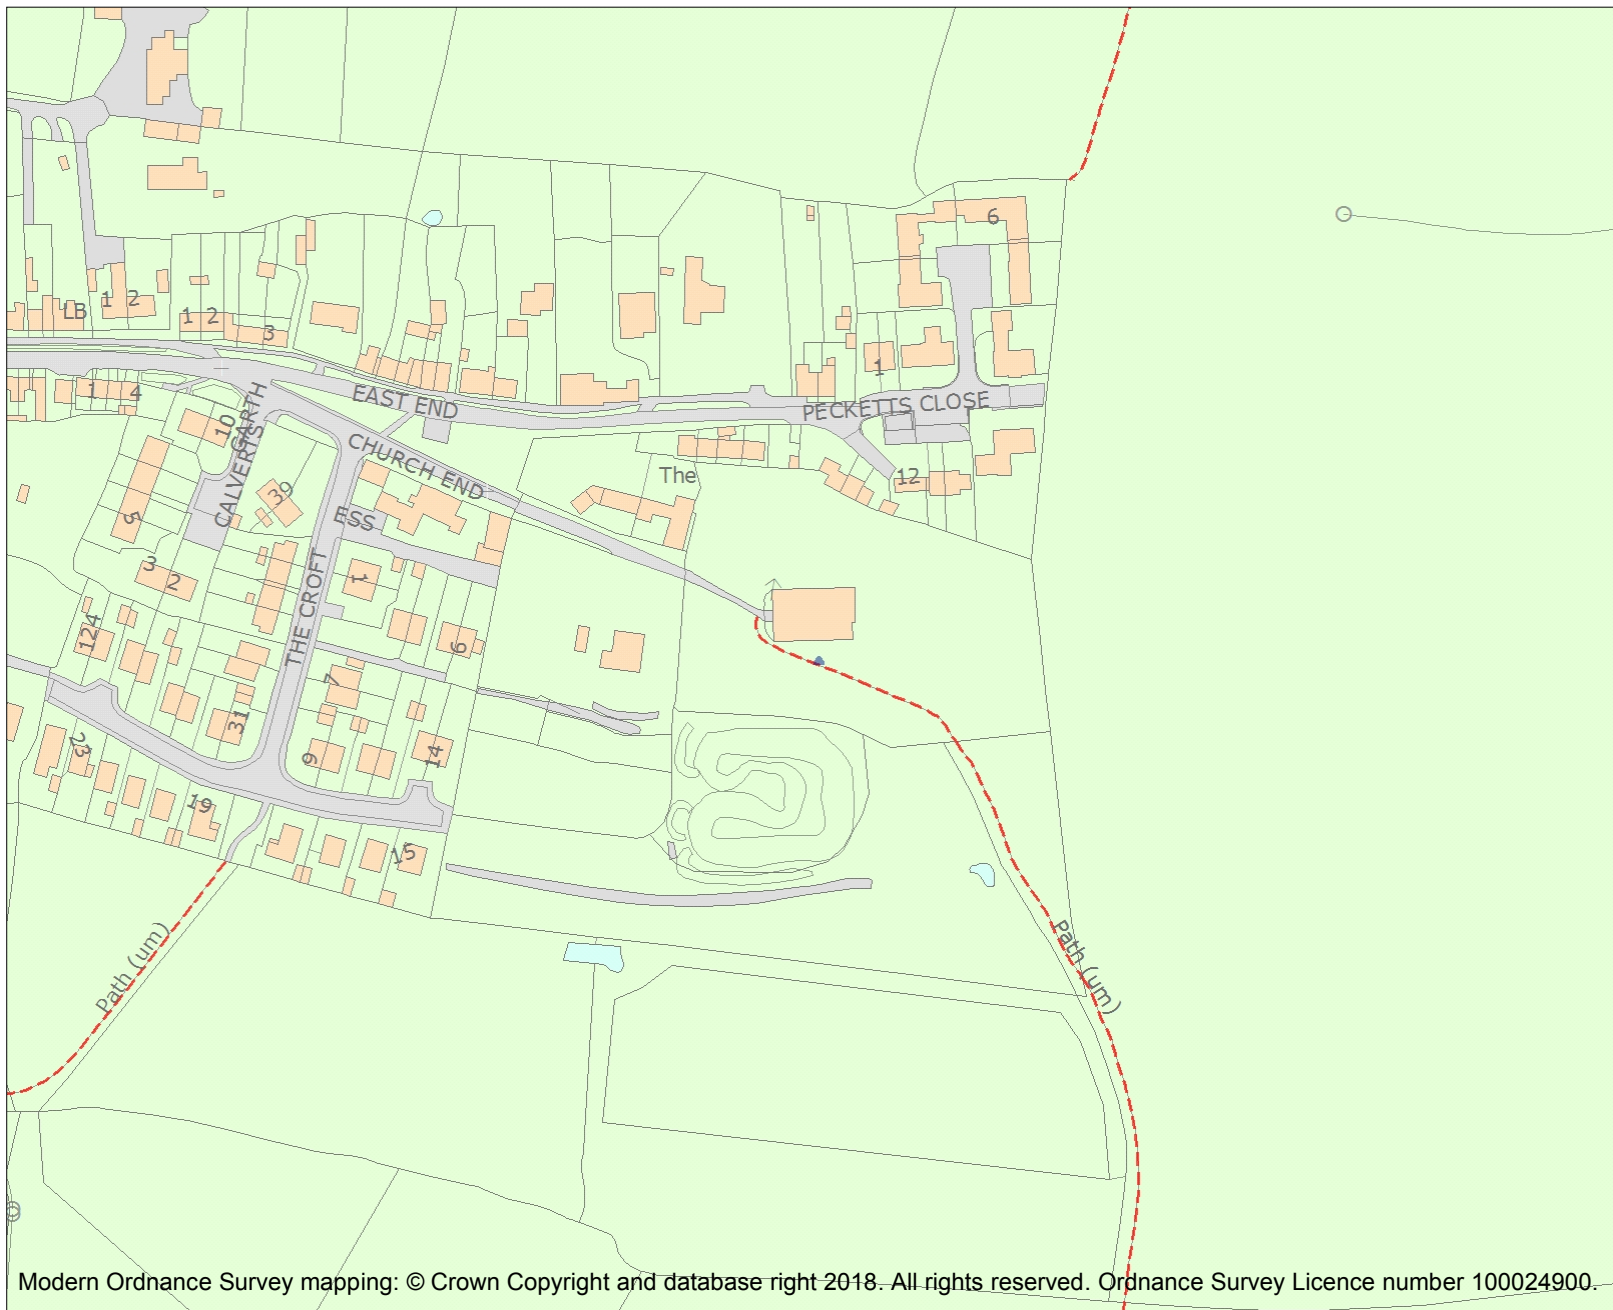 6
LB
1
2
1
2
3
1
1
4
EAST END
PECKETTS CLOSE
10
CALVERTS
GARTH
CHURCH END
The
12
39
5
ESS
3
2
1
THE CROFT
124
6
7
31
23
9
14
19
15
Path (um)
Path (um)
Modern Ordnance Survey mapping: © Crown Copyright and database right 2018. All rights reserved. Ordnance Survey Licence number 100024900.